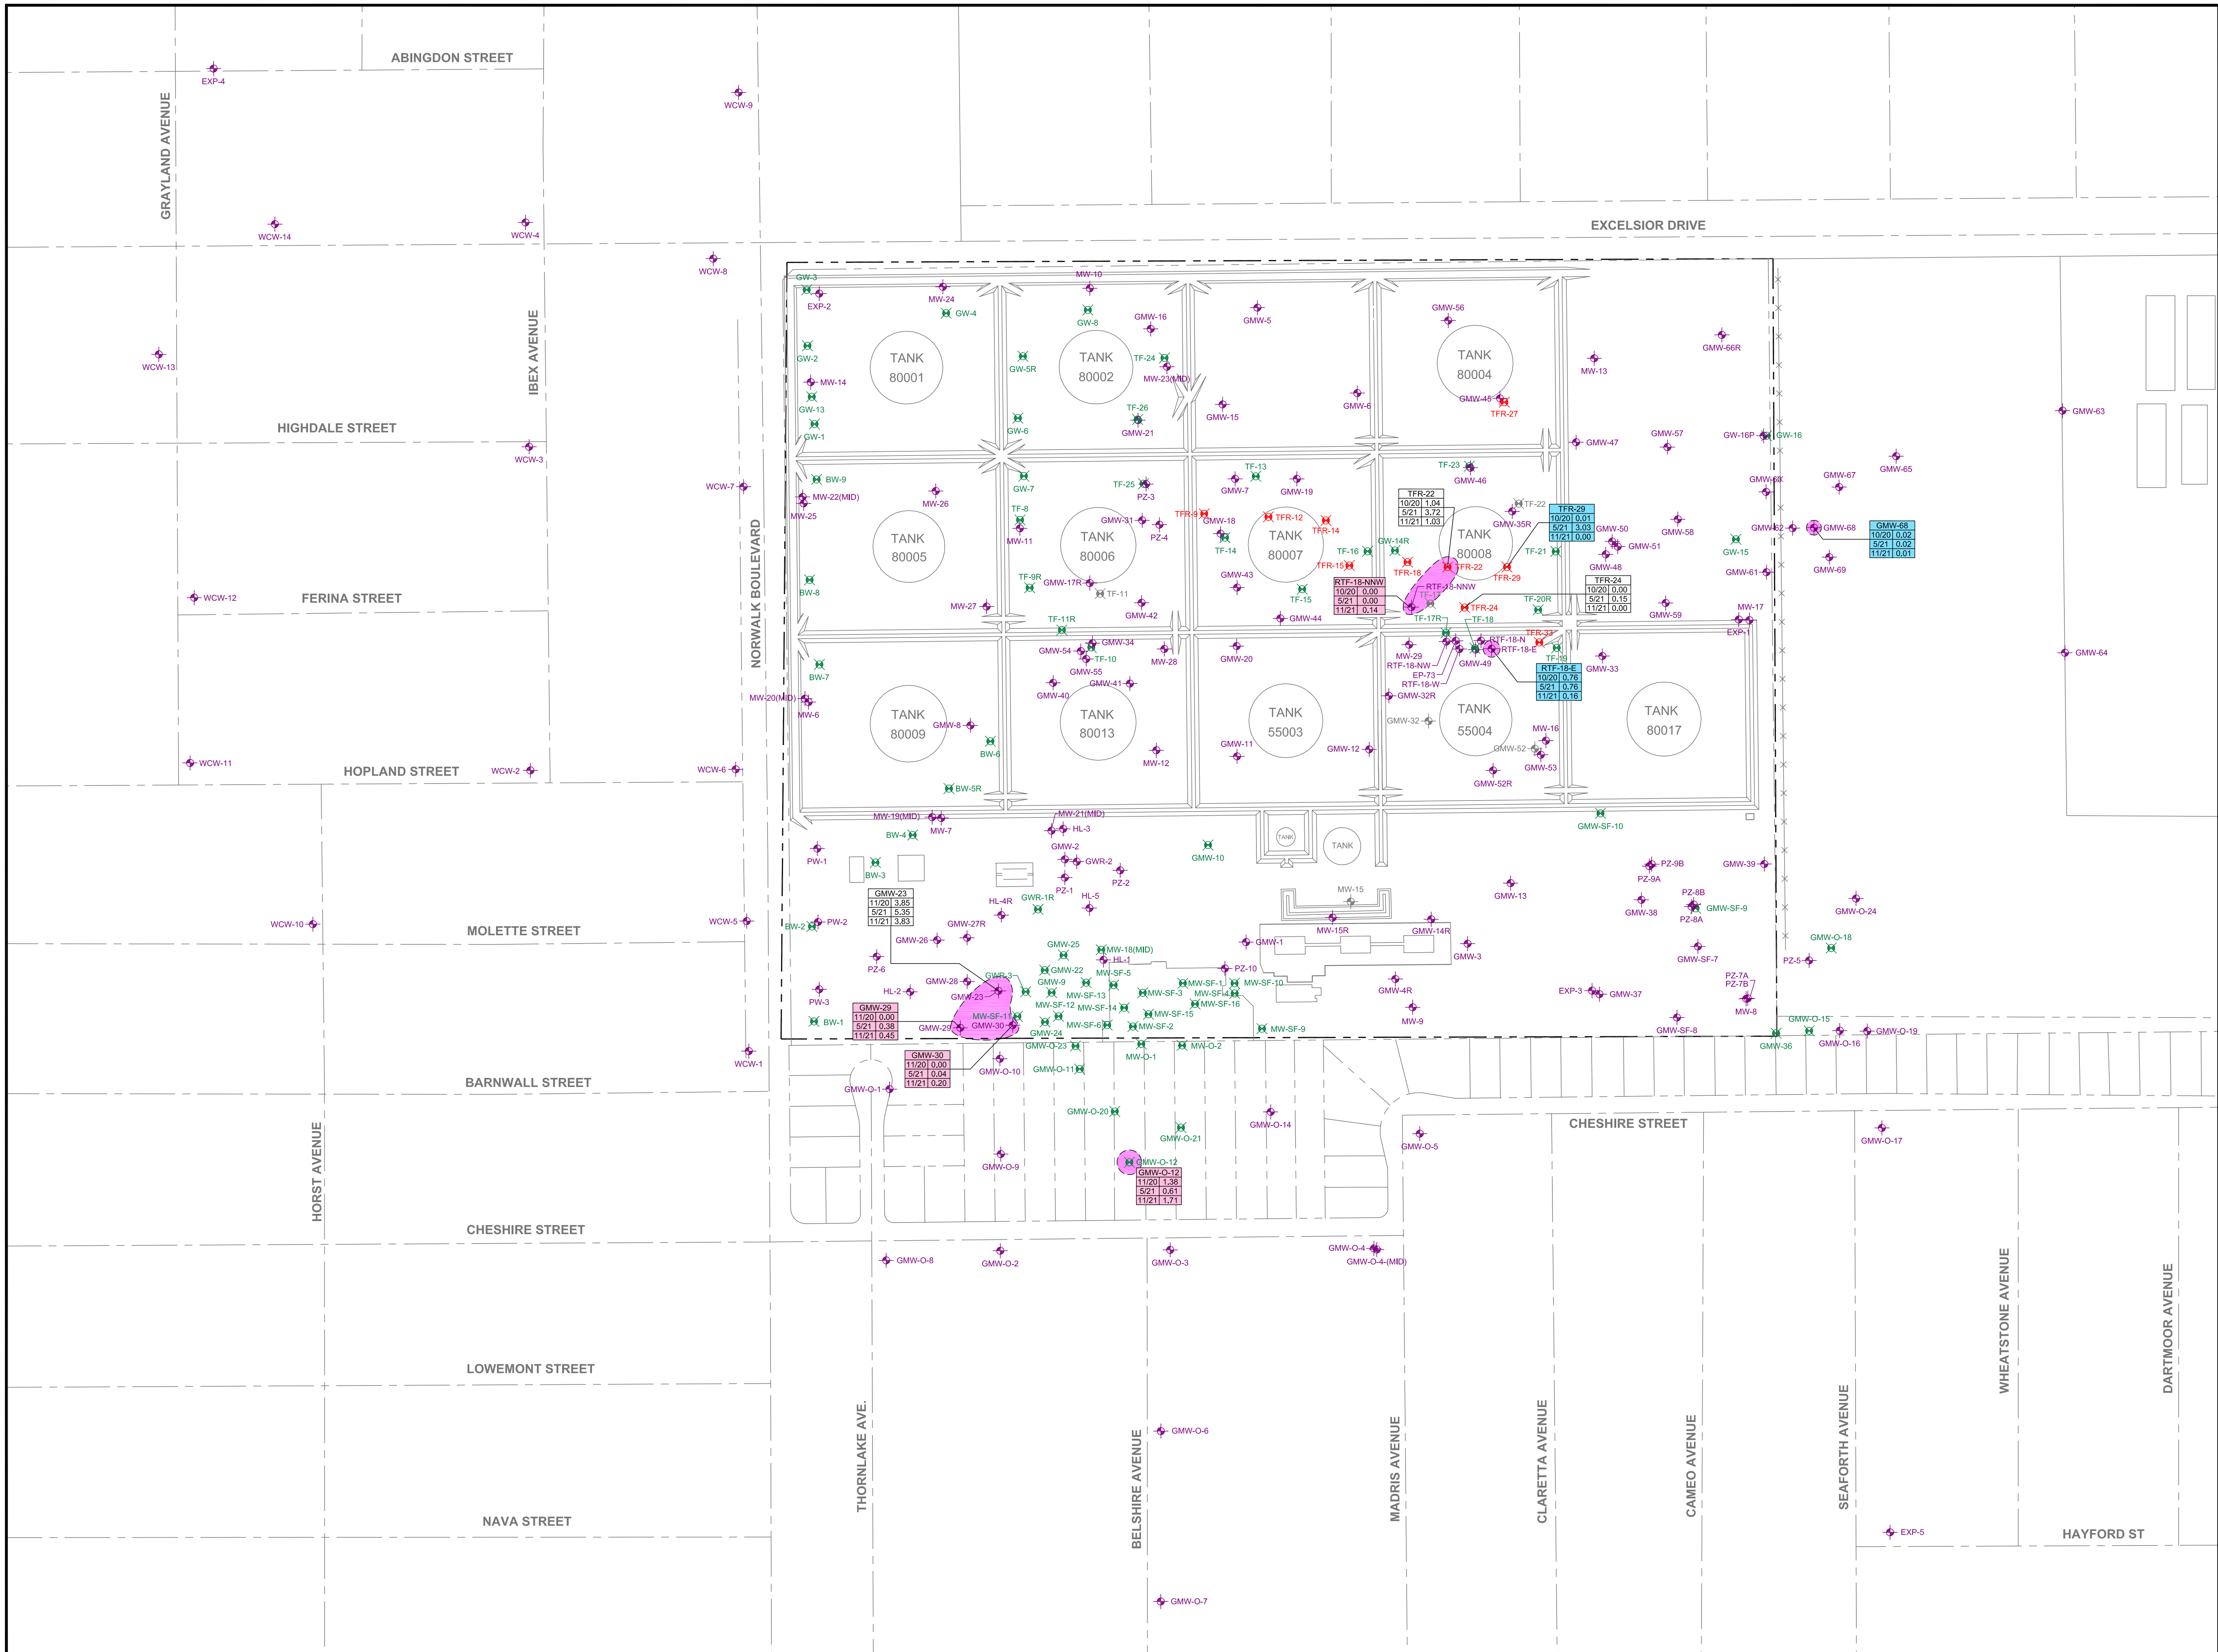 ABINGDON STREET
EXP-4
WCW-9
GRAYLAND AVENUE
WCW-14
WCW-4
EXCELSIOR DRIVE
WCW-8
GW-3
EXP-2
MW-24
GW-4
MW-10
GW-8
GMW-16
GMW-5
GMW-56
GMW-66R
IBEX AVENUE
WCW-13
GW-2
TANK
80001
GW-5R
TANK
80002
TF-24
MW-23(MID)
TANK
80004
MW-13
MW-14
GW-13
GW-1
GW-6
TF-26
GMW-21
GMW-15
GMW-6
GMW-45
TFR-27
GMW-63
HIGHDALE STREET
WCW-3
GMW-47
GMW-57
GW-16P
GW-16
GMW-65
WCW-7
BW-9
MW-22(MID)
MW-25
MW-26
GW-7
TF-25
PZ-3
GMW-7
TF-13
GMW-19
TF-23
GMW-46
GMW-60
GMW-67
TF-8
MW-11
GMW-31
PZ-4
TFR-9
GMW-18
TF-14
TFR-12
TFR-14
TFR-22
10/20 1.04
5/21 3.72
11/21 1.03
TF-22
GMW-35R
TFR-29
10/20 0.01
5/21 3.03
11/21 0.00
GMW-50
GMW-51
GMW-48
GMW-58
GW-15
GMW-62
GMW-68
GMW-68
10/20 0.02
5/21 0.02
11/21 0.01
GMW-69
NORWALK BOULEVARD
TANK
80005
TANK
80006
TANK
80007
TANK
80008
TF-16
GW-14R
TF-21
TFR-15
TFR-18
TFR-22
TFR-29
GMW-61
BW-8
TF-9R
GMW-17R
TF-11
GMW-43
TF-15
RTF-18-NNW
10/20 0.00
5/21 0.00
11/21 0.14
RTF-18-NNW
TF-17
TFR-24
TFR-24
10/20 0.00
5/21 0.15
11/21 0.00
TF-20R
WCW-12
FERINA STREET
MW-27
GMW-42
GMW-44
GMW-59
MW-17
EXP-1
TF-11R
TF-17R
TF-18
TFR-33
GMW-54
GMW-34
TF-10
GMW-55
MW-28
GMW-20
MW-29
RTF-18-NW
EP-73
RTF-18-W
GMW-49
RTF-18-N
RTF-18-E
TF-19
GMW-33
GMW-64
BW-7
RTF-18-E
10/20 0.76
5/21 0.76
11/21 0.16
MW-20(MID)
MW-6
GMW-40
GMW-41
GMW-32R
GMW-8
TANK
80009
TANK
80013
TANK
55003
GMW-32
TANK
55004
TANK
80017
BW-6
MW-12
GMW-11
GMW-12
MW-16
GMW-52
GMW-53
GMW-52R
WCW-11
HOPLAND STREET
WCW-2
WCW-6
BW-5R
MW-19(MID)
MW-7
MW-21(MID)
HL-3
BW-4
PW-1
GMW-2
GWR-2
GMW-10
TANK
TANK
GMW-SF-10
BW-3
PZ-1
PZ-2
PZ-9B
PZ-9A
GMW-39
GMW-23
11/20 3.85
5/21 5.35
11/21 3.83
HL-4R
GWR-1R
HL-5
MW-15
GMW-13
GMW-38
PZ-8B
PZ-8A
GMW-SF-9
GMW-O-24
WCW-10
WCW-5
BW-2
PW-2
MW-15R
GMW-14R
MOLETTE STREET
GMW-26
GMW-27R
GMW-25
MW-18(MID)
GMW-1
GMW-3
GMW-SF-7
GMW-O-18
PZ-6
HL-1
PZ-10
PZ-5
GMW-22
MW-SF-5
GWR-3
GMW-9
GMW-28
GMW-23
HL-2
MW-SF-13
MW-SF-3
MW-SF-1
MW-SF-4
MW-SF-10
GMW-4R
PZ-7A
PZ-7B
MW-8
PW-3
MW-SF-12
MW-SF-14
MW-SF-16
EXP-3
GMW-37
GMW-29
11/20 0.00
5/21 0.38
11/21 0.45
BW-1
MW-SF-11
GMW-29
GMW-30
GMW-24
MW-SF-6
MW-SF-2
MW-SF-15
MW-SF-9
MW-9
GMW-SF-8
GMW-O-15
GMW-36
GMW-O-16
GMW-O-19
WCW-1
GMW-30
11/20 0.00
5/21 0.04
11/21 0.20
GMW-O-23
GMW-O-10
MW-O-1
MW-O-2
GMW-O-11
BARNWALL STREET
GMW-O-1
GMW-O-20
GMW-O-21
GMW-O-14
GMW-O-5
CHESHIRE STREET
GMW-O-17
HORST AVENUE
GMW-O-9
GMW-O-12
GMW-O-12
11/20 1.38
5/21 0.61
11/21 1.71
CHESHIRE STREET
GMW-O-8
GMW-O-2
GMW-O-3
GMW-O-4
GMW-O-4-(MID)
WHEATSTONE AVENUE
DARTMOOR AVENUE
LOWEMONT STREET
THORNLAKE AVE.
BELSHIRE AVENUE
GMW-O-6
MADRIS AVENUE
CLARETTA AVENUE
CAMEO AVENUE
SEAFORTH AVENUE
NAVA STREET
EXP-5
HAYFORD ST
GMW-O-7